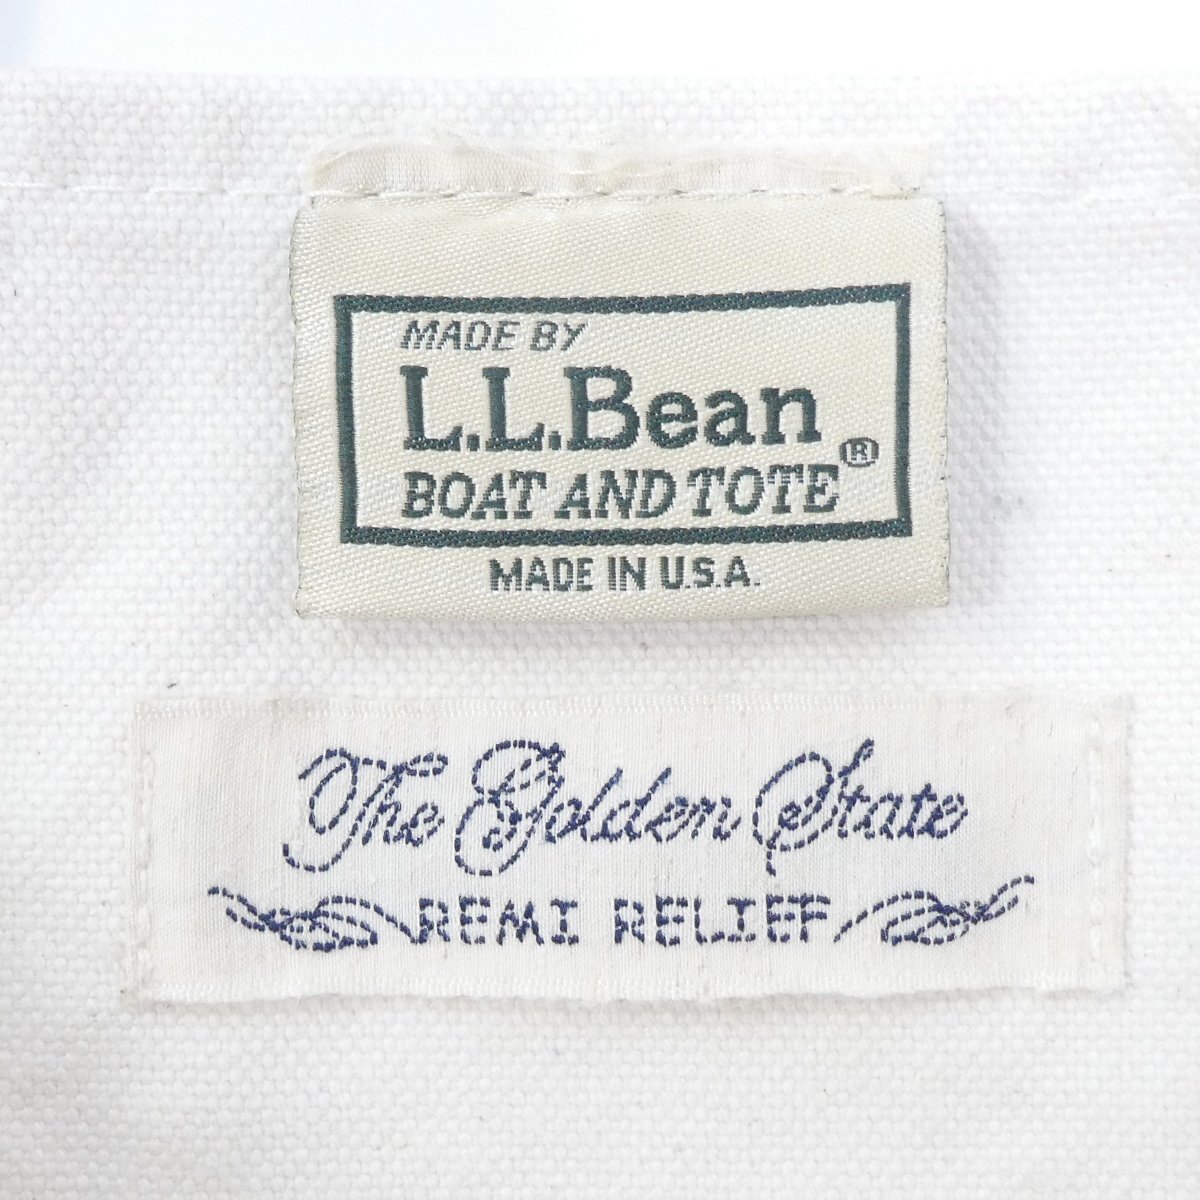 MADE BY
L.L.Bean
BOAT AND TOTE®
MADE IN U.S.A.
The Golden State
REMI RELIEF